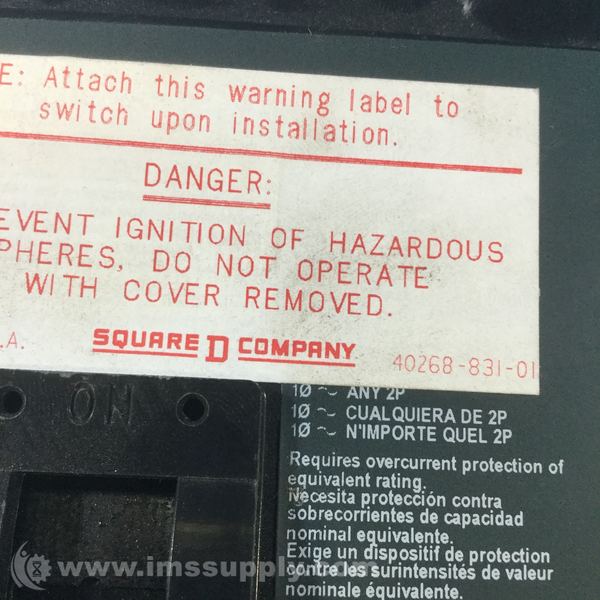 E: Attach this warning label to
switch upon installation.
DANGER:
EVENT IGNITION OF HAZARDOUS
PHERES, DO NOT OPERATE
WITH COVER REMOVED.
.A. SQUARE D COMPANY 40268-831-01
ON
1Ø ~ ANY 2P
1Ø ~ CUALQUIERA DE 2P
1Ø ~ N'IMPORTE QUEL 2P
Requires overcurrent protection of
equivalent rating.
Necesita protección contra
sobrecorrientes de capacidad
nominal equivalente.
Exige un dispositif de protection
contre les surintensités de valeur
nominale équivalente.
www.imssupply.com